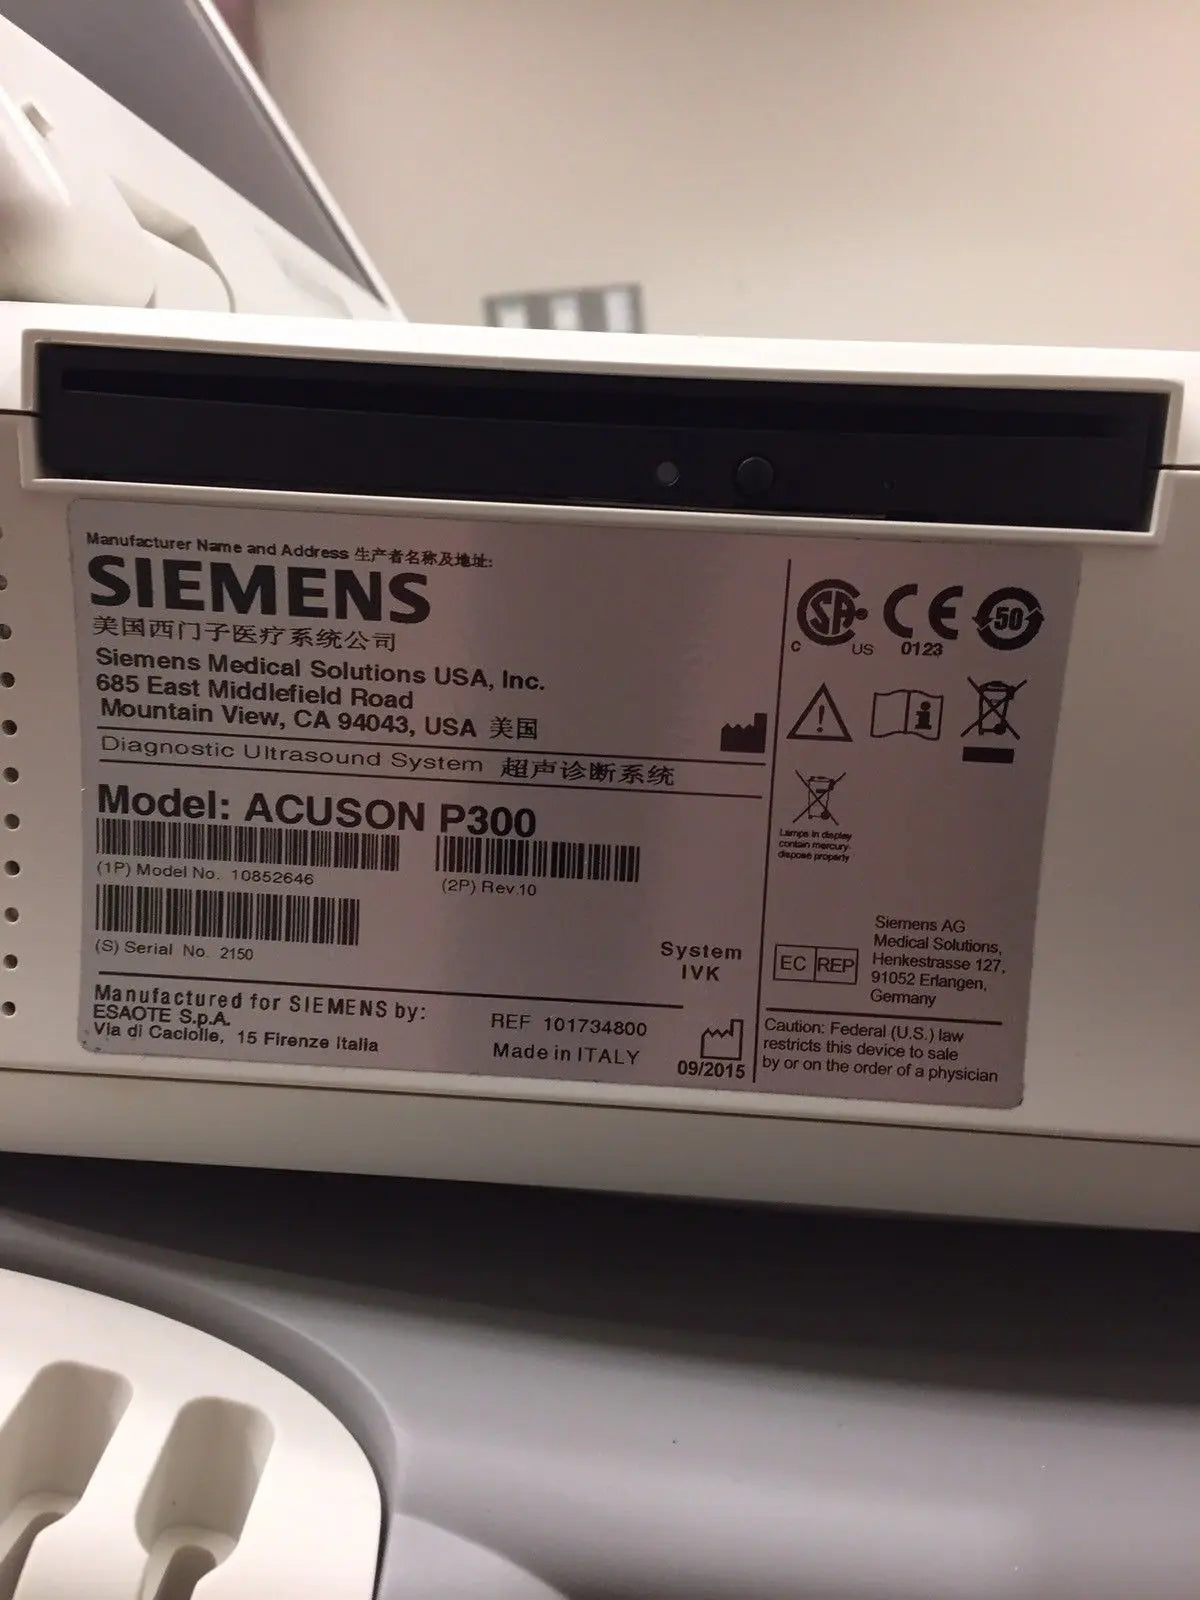 Manufacturer Name and Address 生产者名称及地址:
SIEMENS
美国西门子医疗系统公司
Siemens Medical Solutions USA, Inc.
685 East Middlefield Road
Mountain View, CA 94043, USA 美国
Diagnostic Ultrasound System 超声诊断系统
Model: ACUSON P300
(1P) Model No. 10852646
(2P) Rev.10
(S) Serial No. 2150
System
IVK
Manufactured for SIEMENS by:
ESAOTE S.p.A.
Via di Caciolle, 15 Firenze Italia
REF 101734800
Made in ITALY
09/2015
C SA US
CE
0123
50
i
Lamps in display
contain mercury-
dispose properly
EC REP
Siemens AG
Medical Solutions,
Henkestrasse 127,
91052 Erlangen,
Germany
Caution: Federal (U.S.) law
restricts this device to sale
by or on the order of a physician